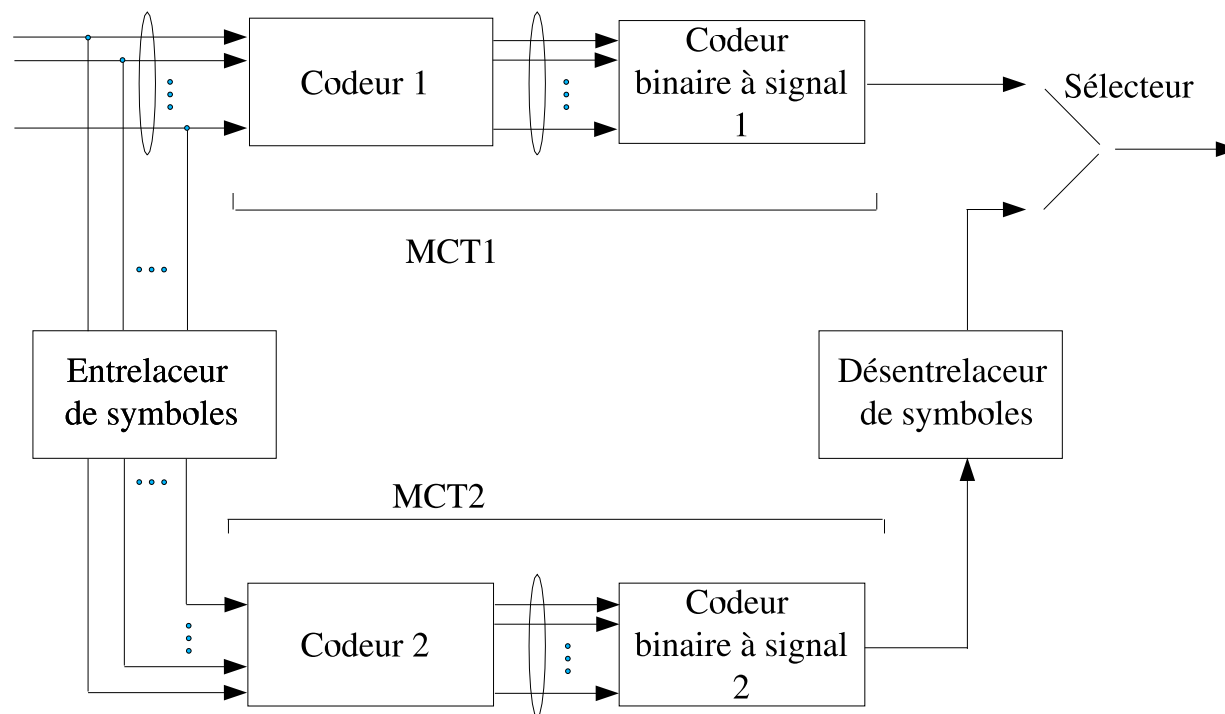 Codeur 1
Codeur
binaire à signal
1
Sélecteur
MCT1
Entrelaceur
de symboles
Désentrelaceur
de symboles
MCT2
Codeur 2
Codeur
binaire à signal
2